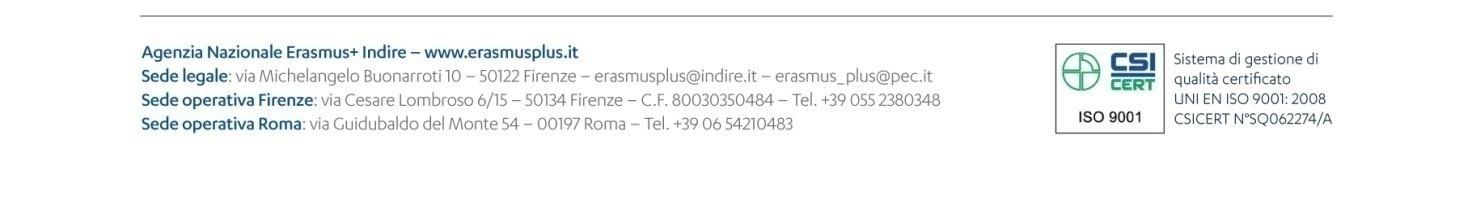 Agenzia Nazionale Erasmus+ Indire – www.erasmusplus.it
Sede legale: via Michelangelo Buonarroti 10 – 50122 Firenze – erasmusplus@indire.it – erasmus_plus@pec.it
Sede operativa Firenze: via Cesare Lombroso 6/15 – 50134 Firenze – C.F. 80030350484 – Tel. +39 055 2380348
Sede operativa Roma: via Guidubaldo del Monte 54 – 00197 Roma – Tel. +39 06 54210483
CSI
CERT
ISO 9001
Sistema di gestione di
qualità certificato
UNI EN ISO 9001: 2008
CSICERT N°SQ062274/A